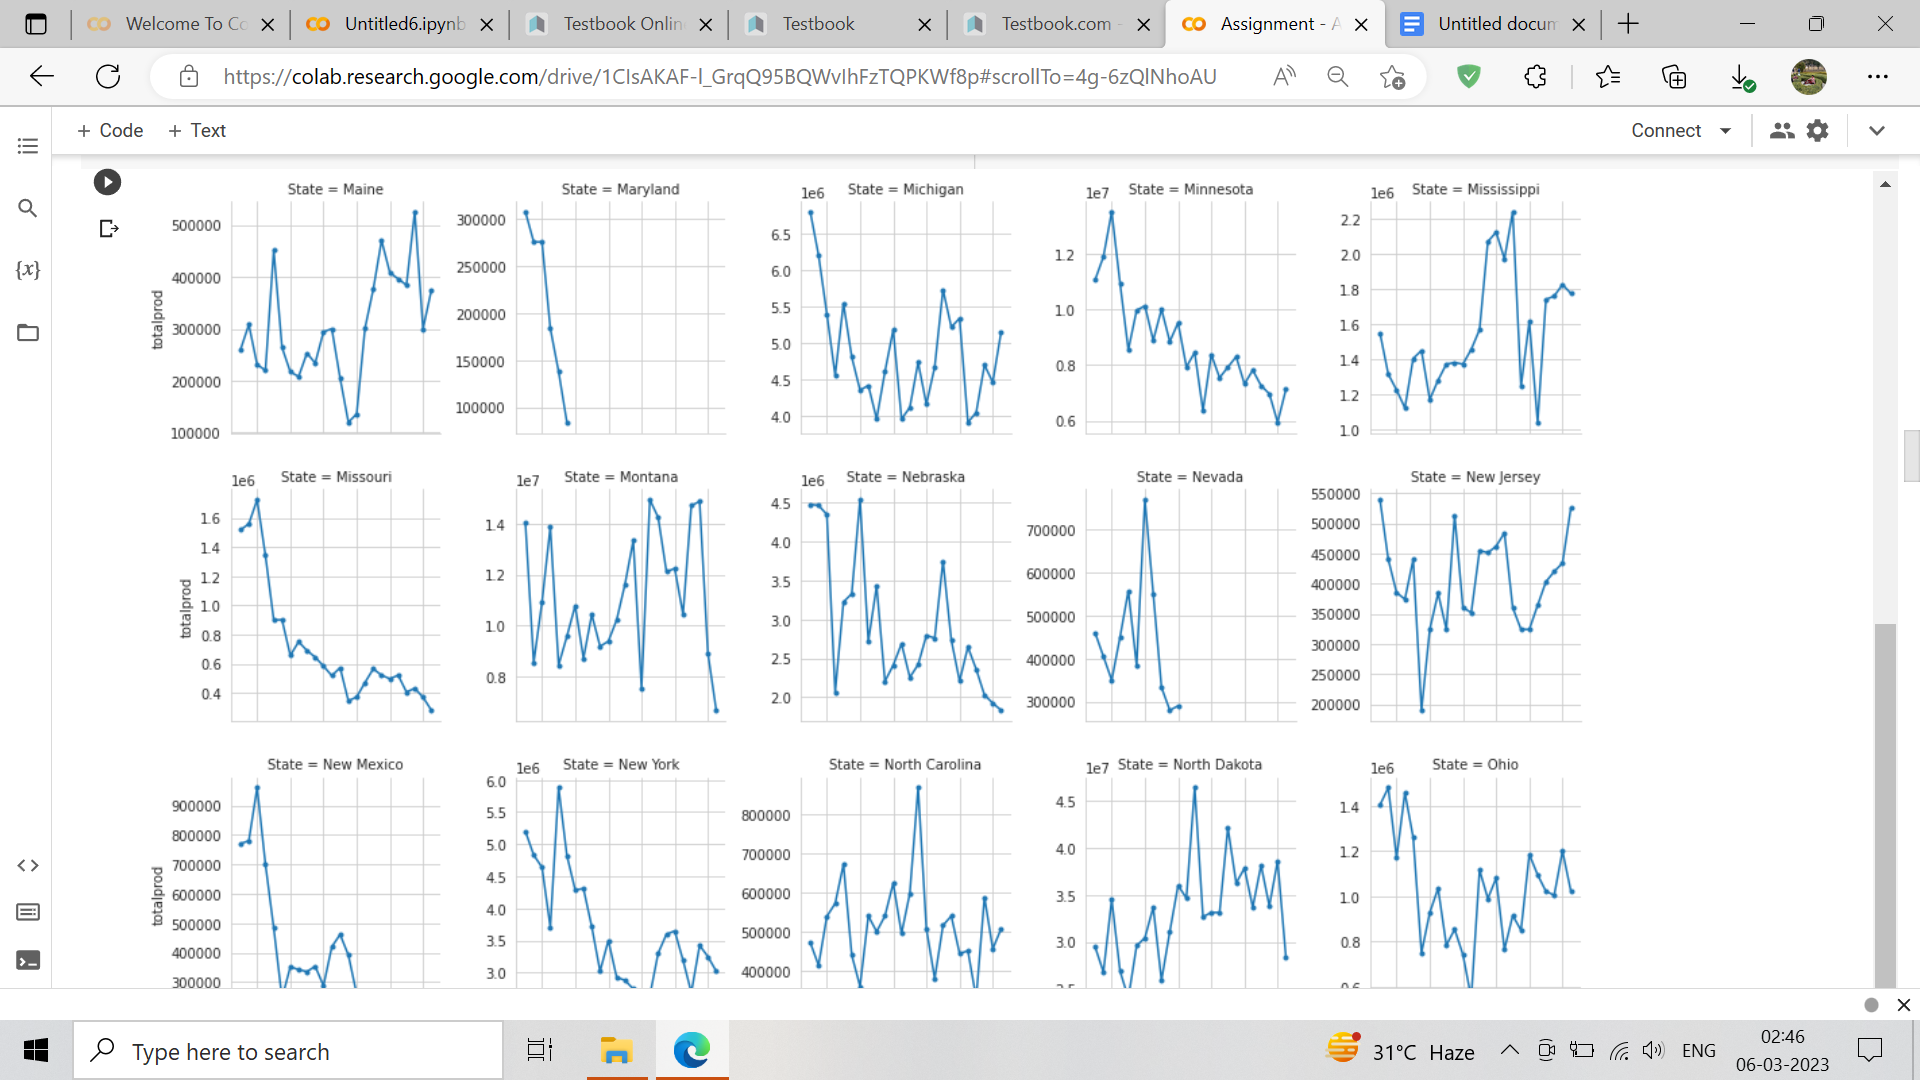 Welcome To Co
Untitled6.ipynb
Testbook Onlin
Testbook
Testbook.com -
Assignment - A
Untitled docum
https://colab.research.google.com/drive/1CIsAKAF-l_GrqQ95BQWvIhFzTQPKWf8p#scrollTo=4g-6zQlNhoAU
+ Code + Text
Connect
State = Maine
State = Maryland
1e6 State = Michigan
1e7 State = Minnesota
1e6 State = Mississippi
totalprod
500000
400000
300000
200000
100000
300000
250000
200000
150000
100000
6.5
6.0
5.5
5.0
4.5
4.0
1.2
1.0
0.8
0.6
2.2
2.0
1.8
1.6
1.4
1.2
1.0
1e6 State = Missouri
1e7 State = Montana
1e6 State = Nebraska
State = Nevada
State = New Jersey
totalprod
1.6
1.4
1.2
1.0
0.8
0.6
0.4
1.4
1.2
1.0
0.8
4.5
4.0
3.5
3.0
2.5
2.0
700000
600000
500000
400000
300000
550000
500000
450000
400000
350000
300000
250000
200000
State = New Mexico
1e6 State = New York
State = North Carolina
1e7 State = North Dakota
1e6 State = Ohio
totalprod
900000
800000
700000
600000
500000
400000
300000
6.0
5.5
5.0
4.5
4.0
3.5
3.0
800000
700000
600000
500000
400000
4.5
4.0
3.5
3.0
1.4
1.2
1.0
0.8
Type here to search
31°C Haze
ENG
02:46
06-03-2023